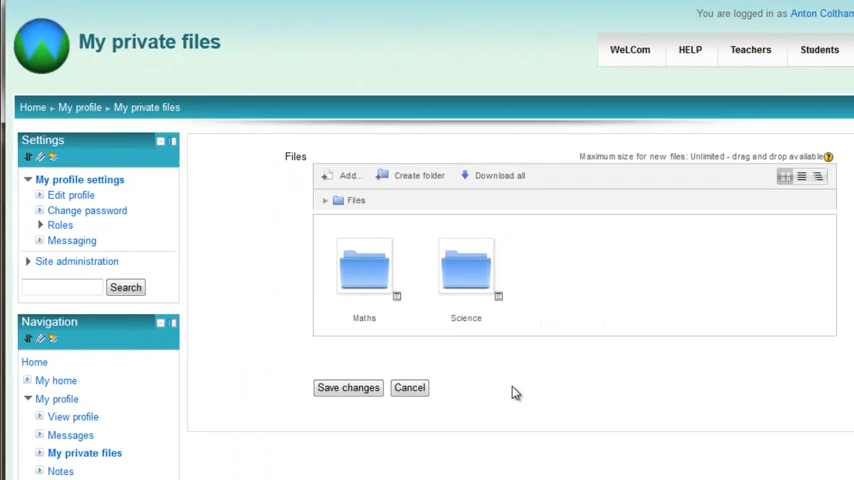 You are logged in as Anton Coltham
My private files
WeLCom HELP Teachers Students
Home ▸ My profile ▸ My private files
Settings
My profile settings
Edit profile
Change password
Roles
Messaging
Site administration
Search
Navigation
Home
My home
My profile
View profile
Messages
My private files
Notes
Files
Maximum size for new files: Unlimited - drag and drop available
Add... Create folder Download all
Files
Maths Science
Save changes Cancel